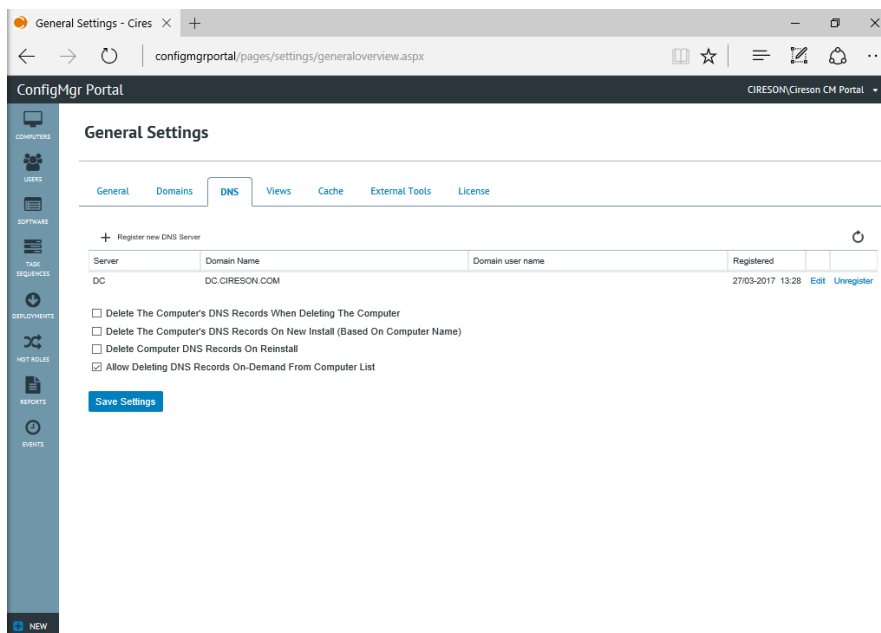 General Settings - Cires
configmgrportal/pages/settings/generaloverview.aspx
ConfigMgr Portal
CIRESON\Cireson CM Portal
COMPUTERS
USERS
SOFTWARE
TASK
SEQUENCES
DEPLOYMENTS
MDT ROLES
REPORTS
EVENTS
NEW
General Settings
General Domains DNS Views Cache External Tools License
Register new DNS Server
Server Domain Name Domain user name Registered
DC DC.CIRESON.COM 27/03-2017 13:28 Edit Unregister
Delete The Computer's DNS Records When Deleting The Computer
Delete The Computer's DNS Records On New Install (Based On Computer Name)
Delete Computer DNS Records On Reinstall
Allow Deleting DNS Records On-Demand From Computer List
Save Settings